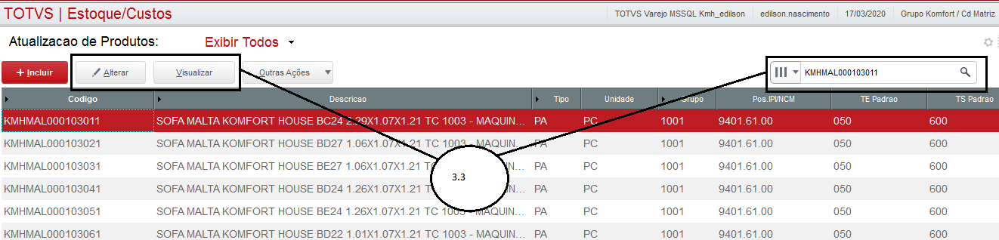 TOTVS | Estoque/Custos TOTVS Varejo MSSQL Kmh_edilson edilson.nascimento 17/03/2020 Grupo Komfort / Cd Matriz
Atualizacao de Produtos: Exibir Todos
+ Incluir Alterar Visualizar Outras Ações KMHMAL000103011
Codigo Descricao Tipo Unidade Grupo Pos.IPI/NCM TE Padrao TS Padrao
KMHMAL000103011 SOFA MALTA KOMFORT HOUSE BC24 2.29X1.07X1.21 TC 1003 - MAQUIN... PA PC 1001 9401.61.00 050 600
KMHMAL000103021 SOFA MALTA KOMFORT HOUSE BD27 1.06X1.07X1.21 TC 1003 - MAQUIN... PA PC 1001 9401.61.00 050 600
KMHMAL000103031 SOFA MALTA KOMFORT HOUSE BE27 1.06X1.07X1.21 TC 1003 - MAQUIN... PA PC 1001 9401.61.00 050 600
3.3
KMHMAL000103041 SOFA MALTA KOMFORT HOUSE BD24 1.26X1.07X1.21 TC 1003 - MAQUIN... PA PC 1001 9401.61.00 050 600
KMHMAL000103051 SOFA MALTA KOMFORT HOUSE BE24 1.26X1.07X1.21 TC 1003 - MAQUIN... PA PC 1001 9401.61.00 050 600
KMHMAL000103061 SOFA MALTA KOMFORT HOUSE BD22 1.01X1.07X1.21 TC 1003 - MAQUIN... PA PC 1001 9401.61.00 050 600